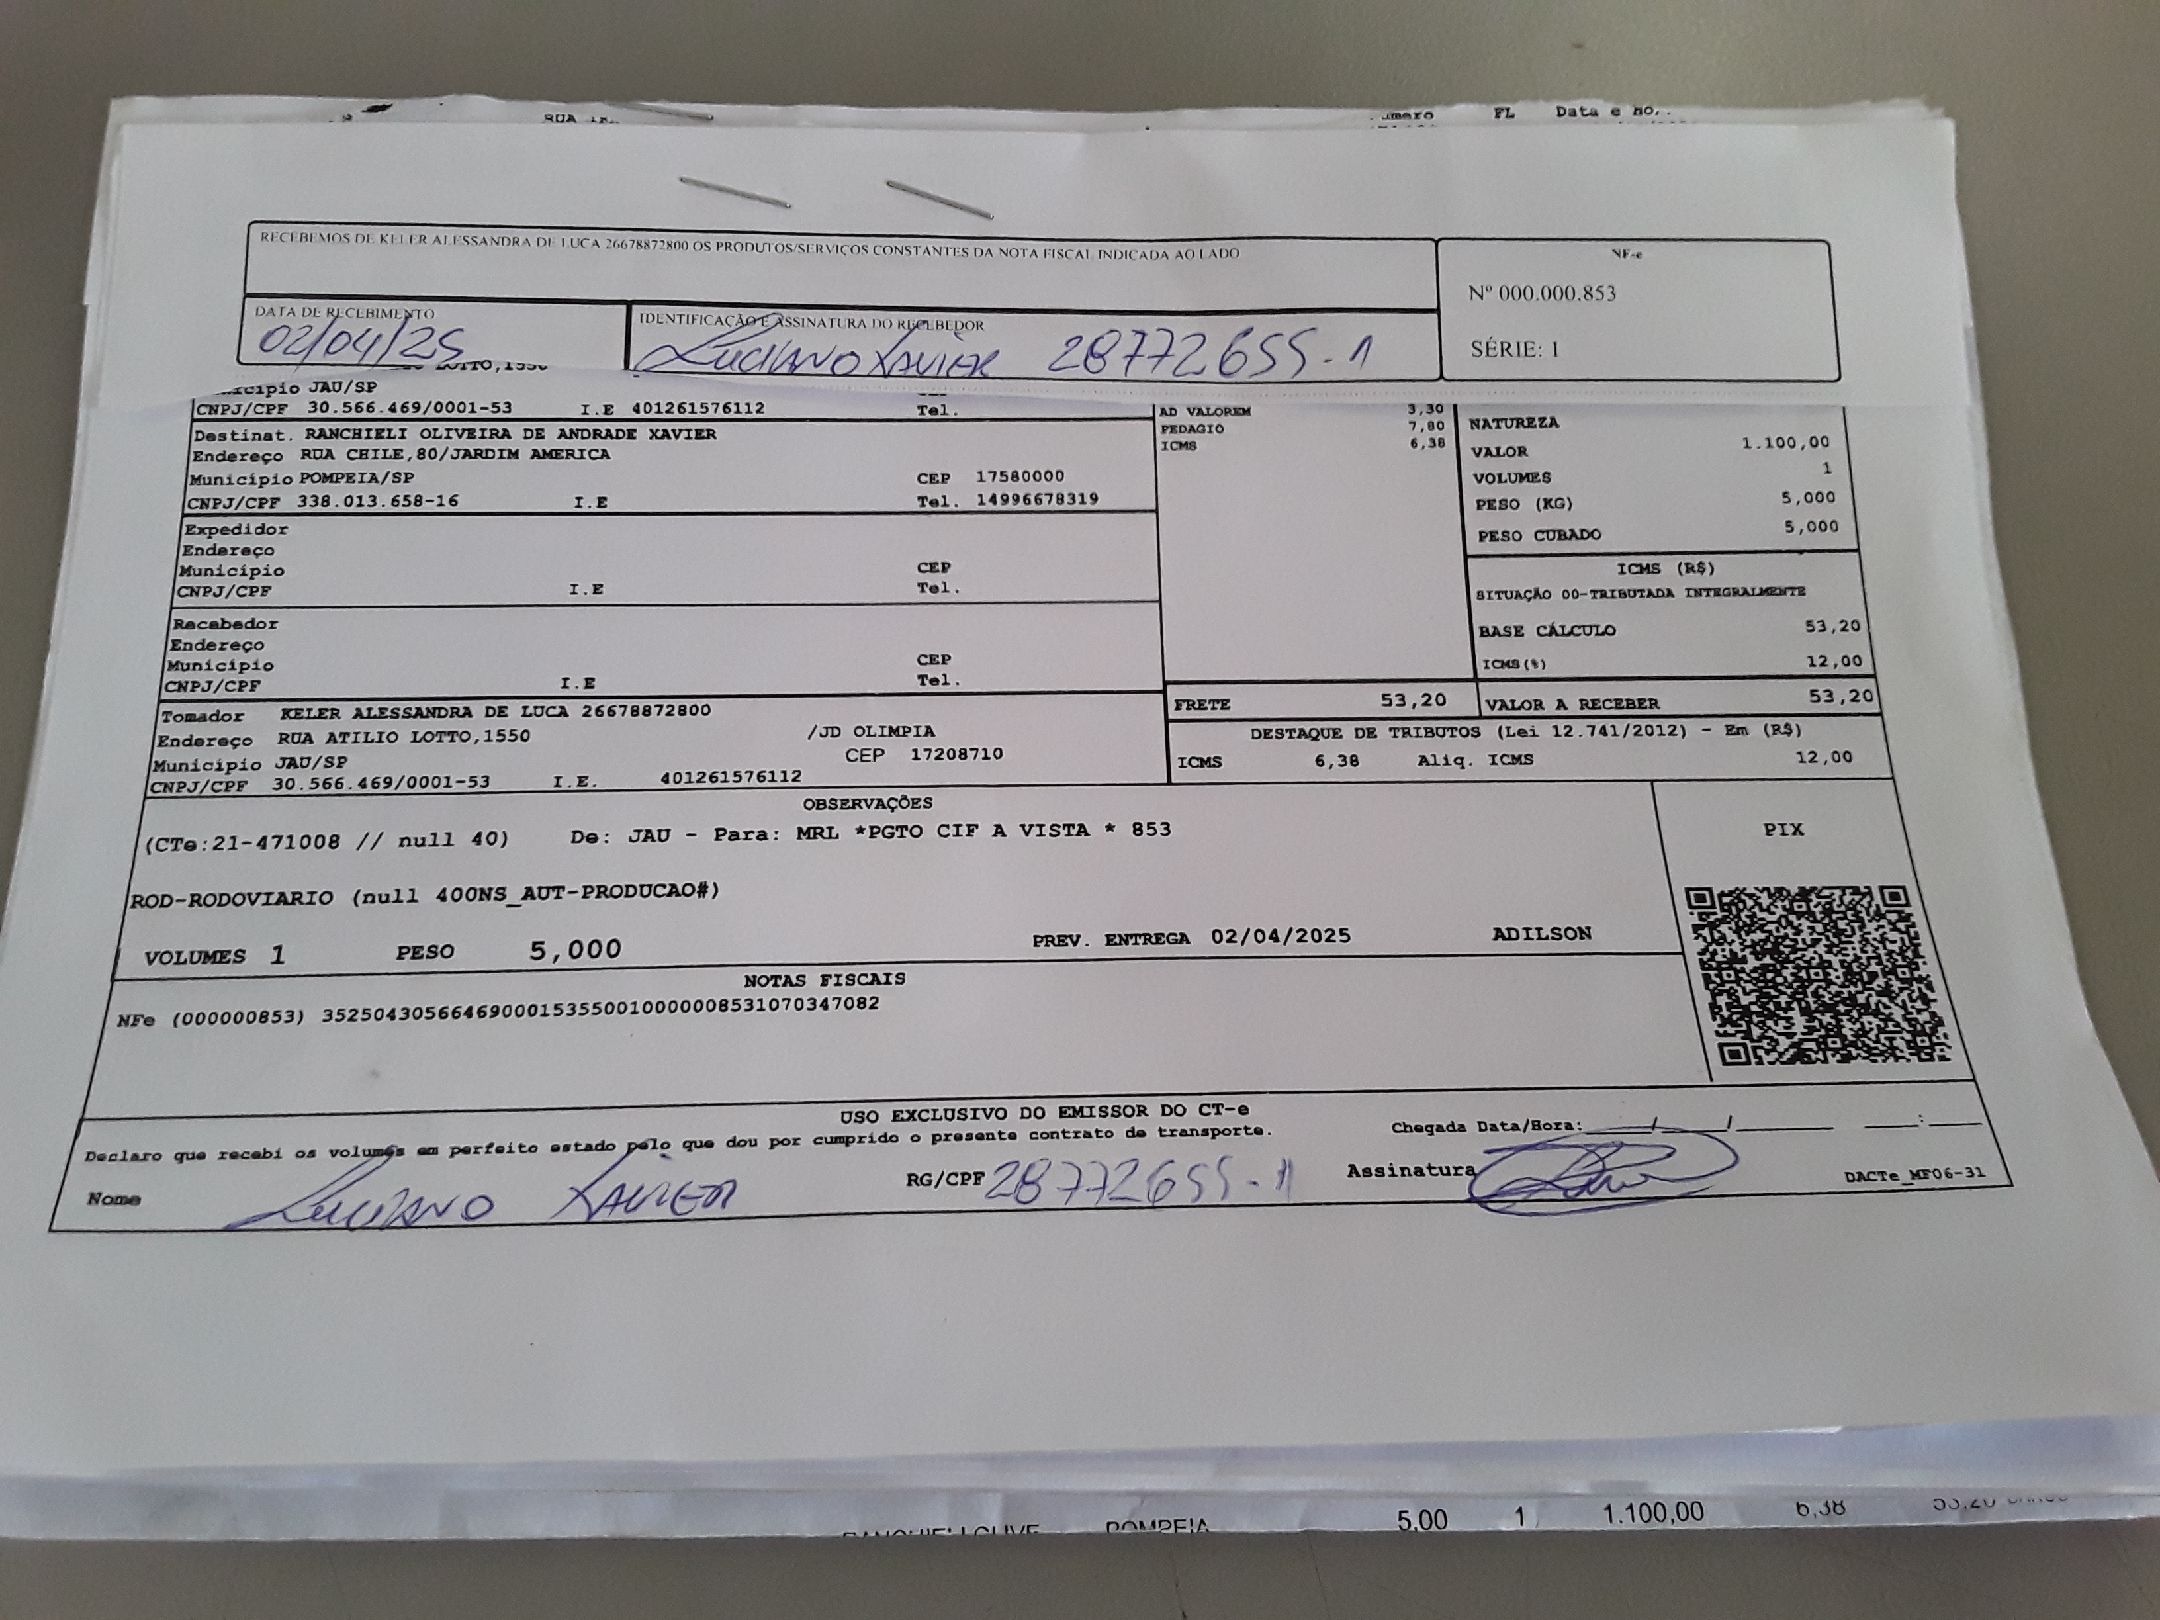 RUA
FL Data e
RECEBEMOS DE KELER ALESSANDRA DE LUCA 26678872800 OS PRODUTOS/SERVIÇOS CONSTANTES DA NOTA FISCAL INDICADA AO LADO
NF-e
Nº 000.000.853
SÉRIE: 1
DATA DE RECEBIMENTO
02/04/25
IDENTIFICAÇÃO E ASSINATURA DO RECEBEDOR
LUCIANO XAVIER 28772655-1
JAU/SP
CNPJ/CPF 30.566.469/0001-53 I.E 401261576112 Tel.
Destinat. RANCHIELI OLIVEIRA DE ANDRADE XAVIER
Endereço RUA CHILE,80/JARDIM AMERICA
Município POMPEIA/SP CEP 17580000
CNPJ/CPF 338.013.658-16 I.E Tel. 14996678319
Expedidor
Endereço
Município CEP
CNPJ/CPF I.E Tel.
Recebedor
Endereço
Município CEP
CNPJ/CPF I.E Tel.
Tomador KELER ALESSANDRA DE LUCA 26678872800
Endereço RUA ATILIO LOTTO,1550 /JD OLIMPIA
Município JAU/SP CEP 17208710
CNPJ/CPF 30.566.469/0001-53 I.E. 401261576112
AD VALOREM 3,30
PEDAGIO 7,80
ICMS 6,38
NATUREZA
VALOR 1.100,00
VOLUMES 1
PESO (KG) 5,000
PESO CUBADO 5,000
ICMS (R$)
SITUAÇÃO 00-TRIBUTADA INTEGRALMENTE
BASE CÁLCULO 53,20
ICMS(%) 12,00
FRETE 53,20 VALOR A RECEBER 53,20
DESTAQUE DE TRIBUTOS (Lei 12.741/2012) - Em (R$)
ICMS 6,38 Aliq. ICMS 12,00
OBSERVAÇÕES
(CTe:21-471008 // null 40) De: JAU - Para: MRL *PGTO CIF A VISTA * 853
ROD-RODOVIARIO (null 400NS_AUT-PRODUCAO#)
VOLUMES 1 PESO 5,000 PREV. ENTREGA 02/04/2025 ADILSON
PIX
NOTAS FISCAIS
NFe (000000853) 35250430566469000153550010000008531070347082
USO EXCLUSIVO DO EMISSOR DO CT-e
Declaro que recebi os volumes em perfeito estado pelo que dou por cumprido o presente contrato de transporte.
Chegada Data/Hora: / / :
Nome LUCIANO XAVIER RG/CPF 28772655-1 Assinatura
DACTe_MF06-31
POMPEIA 5,00 1 1.100,00 6,38 53,20